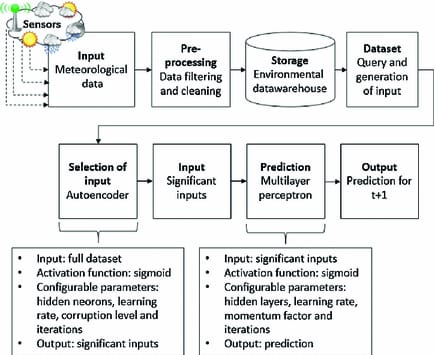 Sensors
Input
Meteorological
data
Pre-
processing
Data filtering
and cleaning
Storage
Environmental
datawarehouse
Dataset
Query and
generation
of input
Selection of
input
Autoencoder
Input
Significant
inputs
Prediction
Multilayer
perceptron
Output
Prediction for
t+1
• Input: full dataset
• Activation function: sigmoid
• Configurable parameters:
hidden neorons, learning
rate, corruption level and
iterations
• Output: significant inputs
• Input: significant inputs
• Activation function: sigmoid
• Configurable parameters:
hidden layers, learning rate,
momentum factor and
iterations
• Output: prediction